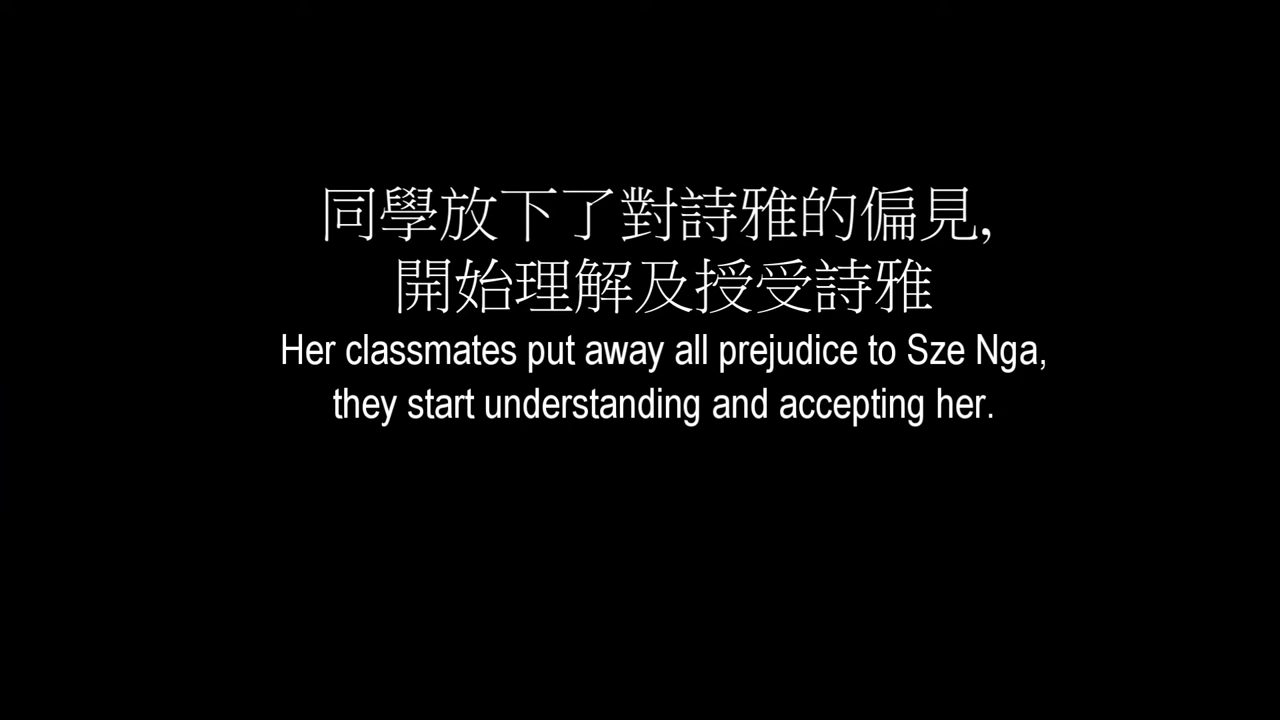 同學放下了對詩雅的偏見,
開始理解及授受詩雅
Her classmates put away all prejudice to Sze Nga,
they start understanding and accepting her.